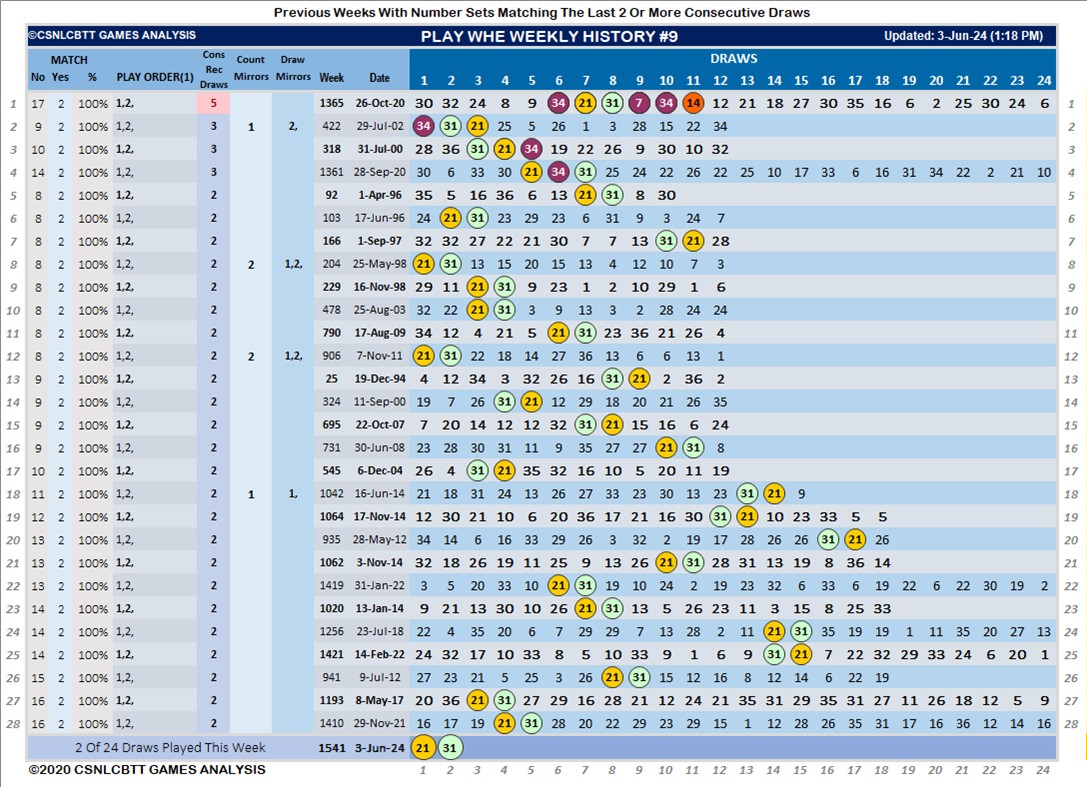 Previous Weeks With Number Sets Matching The Last 2 Or More Consecutive Draws
©CSNLCBTT GAMES ANALYSIS PLAY WHE WEEKLY HISTORY #9 Updated: 3-Jun-24 (1:18 PM)
MATCH Cons Rec Draws Count Mirrors Draw Mirrors DRAWS
No Yes % PLAY ORDER(1) Week Date 1 2 3 4 5 6 7 8 9 10 11 12 13 14 15 16 17 18 19 20 21 22 23 24
1 17 2 100% 1,2, 5 1365 26-Oct-20 30 32 24 8 9 34 21 31 7 34 14 12 21 18 27 30 35 16 6 2 25 30 24 6 1
2 9 2 100% 1,2, 3 1 2, 422 29-Jul-02 34 31 21 25 5 26 1 3 28 15 22 34 2
3 10 2 100% 1,2, 3 318 31-Jul-00 28 36 31 21 34 19 22 26 9 30 10 32 3
4 14 2 100% 1,2, 3 1361 28-Sep-20 30 6 33 30 21 34 31 25 24 22 26 22 25 10 17 33 6 16 31 34 22 2 21 10 4
5 8 2 100% 1,2, 2 92 1-Apr-96 35 5 16 36 6 13 21 31 8 30 5
6 8 2 100% 1,2, 2 103 17-Jun-96 24 21 31 23 29 23 6 31 9 3 24 7 6
7 8 2 100% 1,2, 2 166 1-Sep-97 32 32 27 22 21 30 7 7 13 31 21 28 7
8 8 2 100% 1,2, 2 2 1,2, 204 25-May-98 21 31 13 15 20 15 13 4 12 10 7 3 8
9 8 2 100% 1,2, 2 229 16-Nov-98 29 11 21 31 9 23 1 2 10 29 1 6 9
10 8 2 100% 1,2, 2 478 25-Aug-03 32 22 21 31 3 9 13 3 2 28 24 24 10
11 8 2 100% 1,2, 2 790 17-Aug-09 34 12 4 21 5 21 31 23 36 21 26 4 11
12 8 2 100% 1,2, 2 2 1,2, 906 7-Nov-11 21 31 22 18 14 27 36 13 6 6 13 1 12
13 9 2 100% 1,2, 2 25 19-Dec-94 4 12 34 3 32 26 16 31 21 2 36 2 13
14 9 2 100% 1,2, 2 324 11-Sep-00 19 7 26 31 21 12 29 18 20 21 26 35 14
15 9 2 100% 1,2, 2 695 22-Oct-07 7 20 14 12 12 32 31 21 15 16 6 24 15
16 9 2 100% 1,2, 2 731 30-Jun-08 23 28 30 31 11 9 35 27 27 21 31 8 16
17 10 2 100% 1,2, 2 545 6-Dec-04 26 4 31 21 35 32 16 10 5 20 11 19 17
18 11 2 100% 1,2, 2 1 1, 1042 16-Jun-14 21 18 31 24 13 26 27 33 23 30 13 23 31 21 9 18
19 12 2 100% 1,2, 2 1064 17-Nov-14 12 30 21 10 6 20 36 17 21 16 30 31 21 10 23 33 5 5 19
20 13 2 100% 1,2, 2 935 28-May-12 34 14 6 16 33 29 26 3 32 2 19 17 28 26 26 31 21 26 20
21 13 2 100% 1,2, 2 1062 3-Nov-14 32 18 26 19 11 25 9 13 26 21 31 28 31 13 19 8 36 14 21
22 13 2 100% 1,2, 2 1419 31-Jan-22 3 5 20 33 10 21 31 19 10 24 2 19 23 32 6 33 6 19 22 6 22 30 19 2 22
23 14 2 100% 1,2, 2 1020 13-Jan-14 9 21 13 30 10 26 21 31 13 5 26 23 11 3 15 8 25 33 23
24 14 2 100% 1,2, 2 1256 23-Jul-18 22 4 35 20 6 7 29 29 7 13 28 2 11 21 31 35 19 19 1 11 35 20 27 13 24
25 14 2 100% 1,2, 2 1421 14-Feb-22 24 32 17 10 33 8 5 10 33 9 1 6 9 31 21 7 22 32 29 33 24 6 20 1 25
26 15 2 100% 1,2, 2 941 9-Jul-12 27 23 21 5 25 3 26 21 31 15 12 16 8 12 14 6 22 19 26
27 16 2 100% 1,2, 2 1193 8-May-17 20 36 21 31 27 29 16 28 21 12 24 21 35 31 29 35 31 27 11 26 18 12 5 9 27
28 16 2 100% 1,2, 2 1410 29-Nov-21 16 17 19 21 31 28 20 22 29 23 29 15 1 12 28 26 35 31 17 16 36 12 14 16 28
2 Of 24 Draws Played This Week 1541 3-Jun-24 21 31
©2020 CSNLCBTT GAMES ANALYSIS 1 2 3 4 5 6 7 8 9 10 11 12 13 14 15 16 17 18 19 20 21 22 23 24